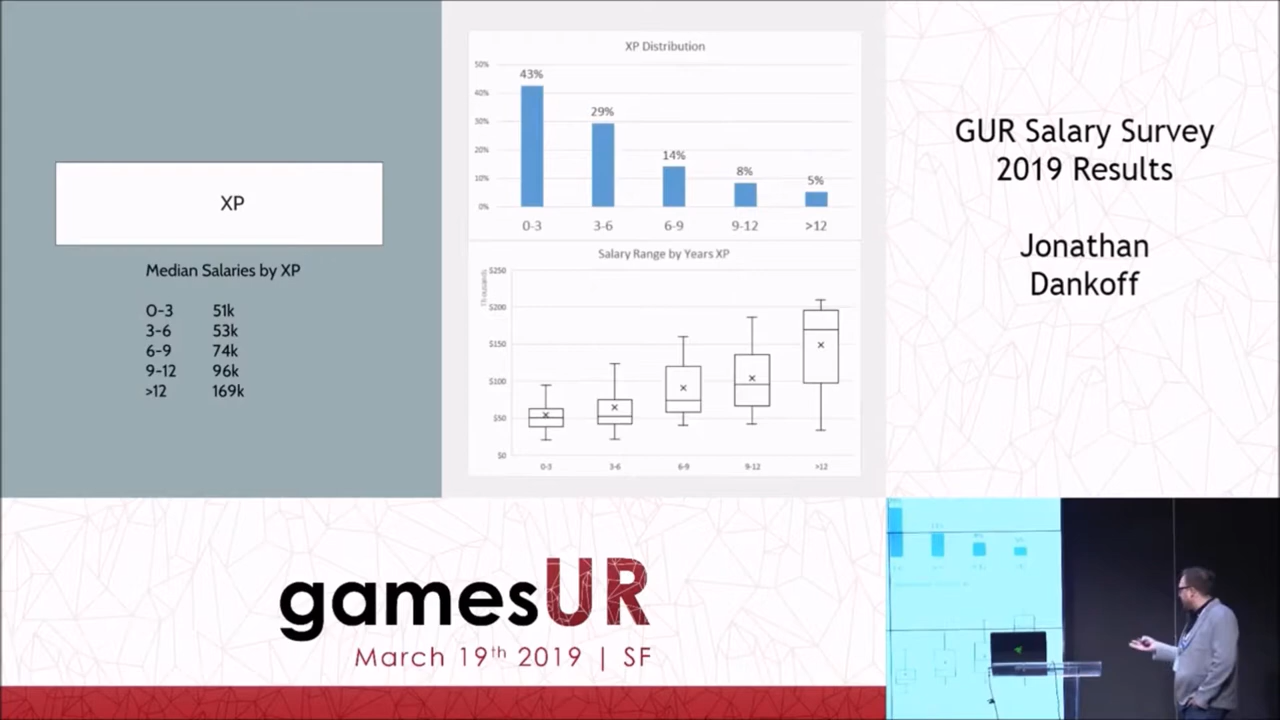 XP
Median Salaries by XP
0-3 51k
3-6 53k
6-9 74k
9-12 96k
>12 169k
XP Distribution
50%
40%
30%
20%
10%
0%
43%
29%
14%
8%
5%
0-3 3-6 6-9 9-12 >12
Salary Range by Years XP
Thousands
$250
$200
$150
$100
$50
$0
0-3 3-6 6-9 9-12 >12
GUR Salary Survey
2019 Results
Jonathan
Dankoff
gamesUR
March 19th 2019 | SF